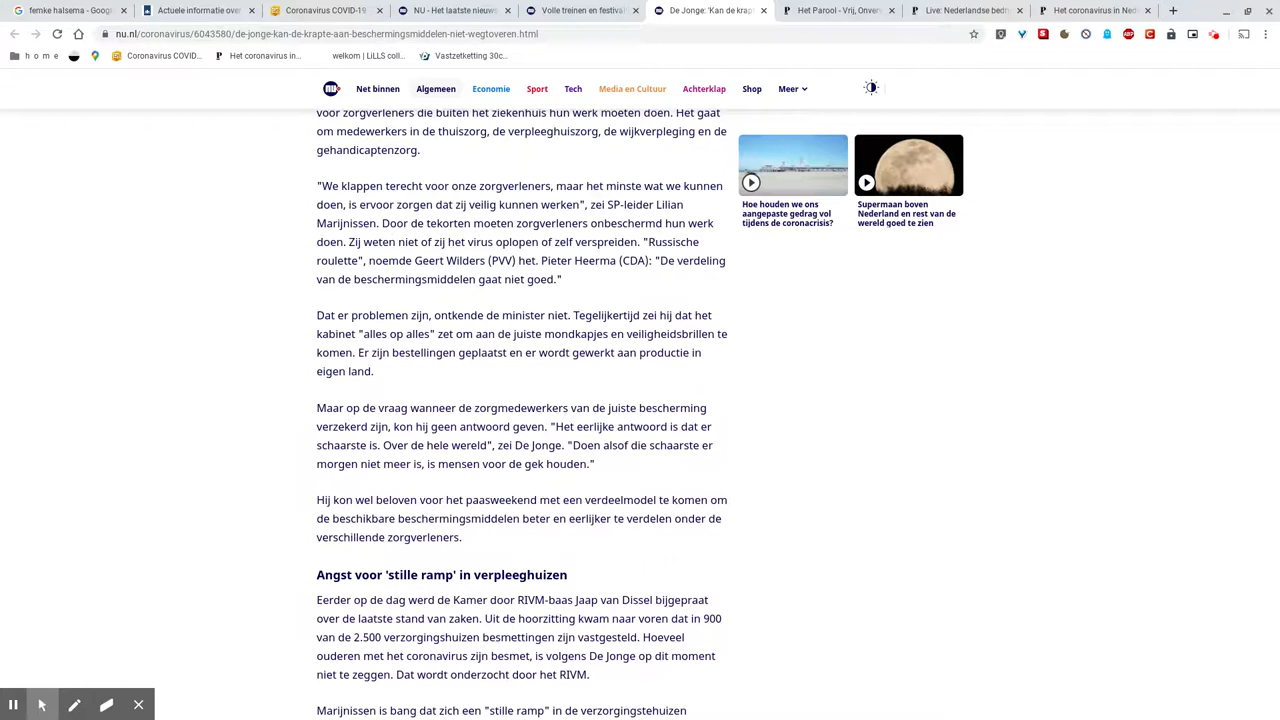 femke halsema - Goog
Actuele informatie over
Coronavirus COVID-19
NU - Het laatste nieuws
Volle treinen en festival
De Jonge: 'Kan de krapt
Het Parool - Vrij, Onver
Live: Nederlandse bed
Het coronavirus in Ned
nu.nl/coronavirus/6043580/de-jonge-kan-de-krapte-aan-beschermingsmiddelen-niet-wegtoveren.html
h o m e
Coronavirus COVID...
Het coronavirus in...
welkom | LiLLS coll...
Vastzetketting 30c...
NU
Net binnen
Algemeen
Economie
Sport
Tech
Media en Cultuur
Achterklap
Shop
Meer
voor zorgverleners die buiten het ziekenhuis hun werk moeten doen. Het gaat
om medewerkers in de thuiszorg, de verpleeghuiszorg, de wijkverpleging en de
gehandicaptenzorg.
"We klappen terecht voor onze zorgverleners, maar het minste wat we kunnen
doen, is ervoor zorgen dat zij veilig kunnen werken", zei SP-leider Lilian
Marijnissen. Door de tekorten moeten zorgverleners onbeschermd hun werk
doen. Zij weten niet of zij het virus oplopen of zelf verspreiden. "Russische
roulette", noemde Geert Wilders (PVV) het. Pieter Heerma (CDA): "De verdeling
van de beschermingsmiddelen gaat niet goed."
Dat er problemen zijn, ontkende de minister niet. Tegelijkertijd zei hij dat het
kabinet "alles op alles" zet om aan de juiste mondkapjes en veiligheidsbrillen te
komen. Er zijn bestellingen geplaatst en er wordt gewerkt aan productie in
eigen land.
Maar op de vraag wanneer de zorgmedewerkers van de juiste bescherming
verzekerd zijn, kon hij geen antwoord geven. "Het eerlijke antwoord is dat er
schaarste is. Over de hele wereld", zei De Jonge. "Doen alsof die schaarste er
morgen niet meer is, is mensen voor de gek houden."
Hij kon wel beloven voor het paasweekend met een verdeelmodel te komen om
de beschikbare beschermingsmiddelen beter en eerlijker te verdelen onder de
verschillende zorgverleners.
Angst voor 'stille ramp' in verpleeghuizen
Eerder op de dag werd de Kamer door RIVM-baas Jaap van Dissel bijgepraat
over de laatste stand van zaken. Uit de hoorzitting kwam naar voren dat in 900
van de 2.500 verzorgingshuizen besmettingen zijn vastgesteld. Hoeveel
ouderen met het coronavirus zijn besmet, is volgens De Jonge op dit moment
niet te zeggen. Dat wordt onderzocht door het RIVM.
Marijnissen is bang dat zich een "stille ramp" in de verzorgingstehuizen
Hoe houden we ons
aangepaste gedrag vol
tijdens de coronacrisis?
Supermaan boven
Nederland en rest van de
wereld goed te zien